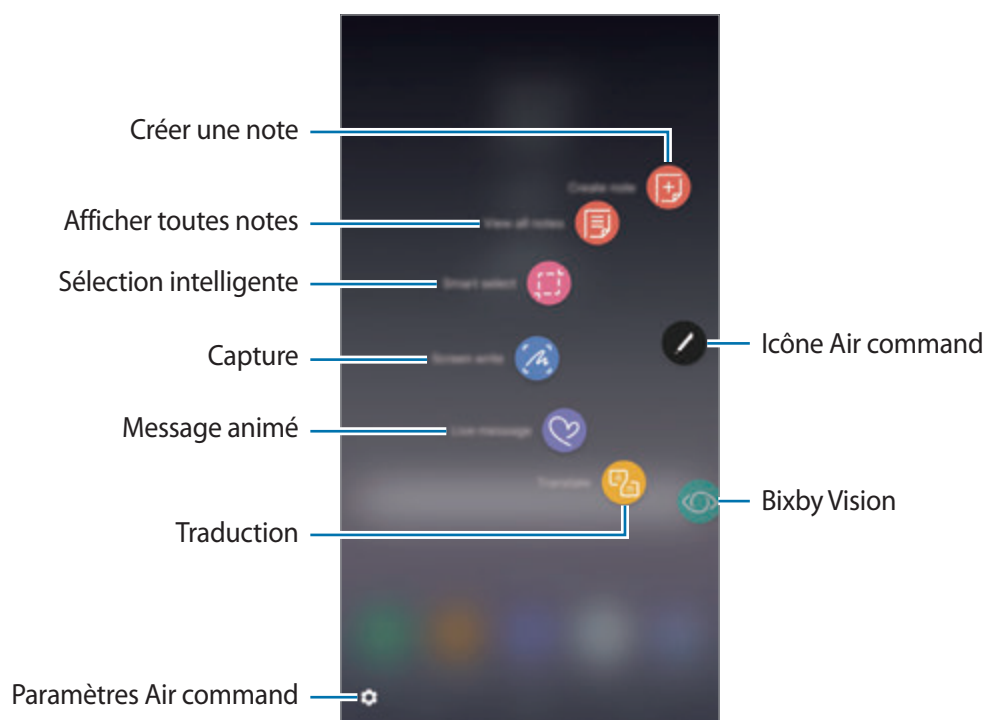 Créer une note
Create note
Afficher toutes notes
View all notes
Sélection intelligente
Smart select
Capture
Screen write
Icône Air command
Message animé
Live message
Translate
Bixby Vision
Traduction
Paramètres Air command